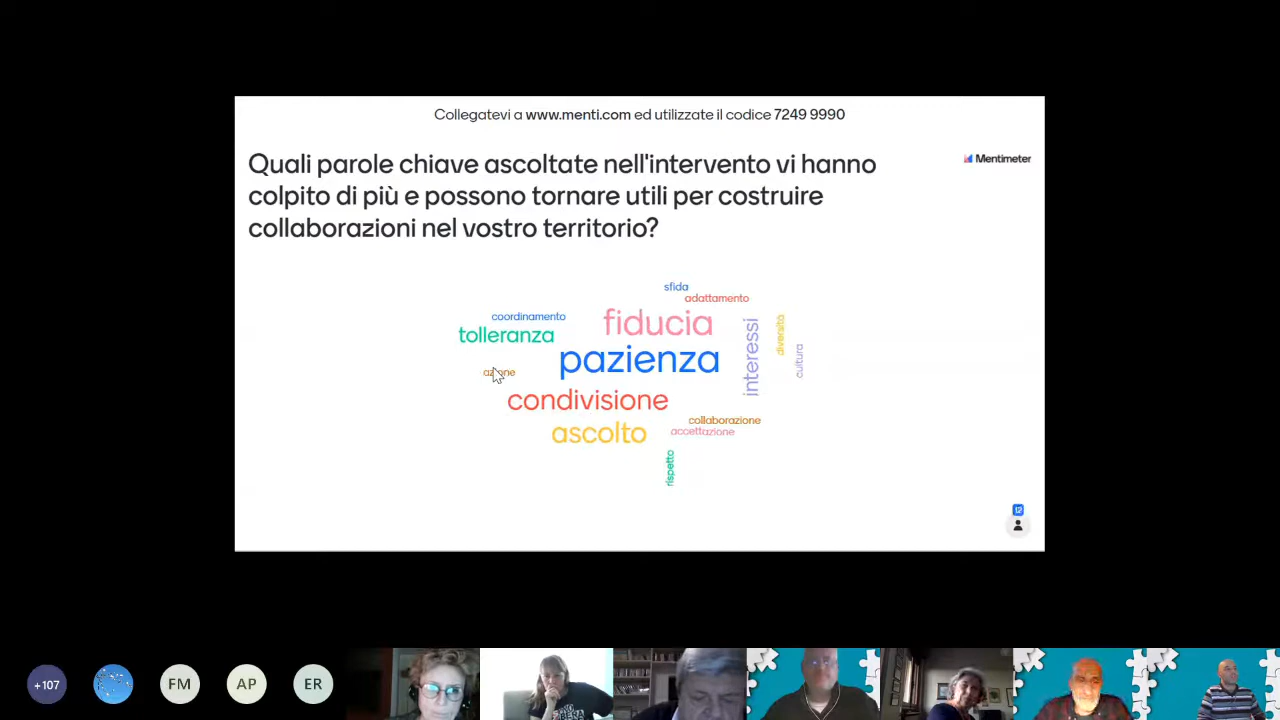 Collegatevi a www.menti.com ed utilizzate il codice 7249 9990
Quali parole chiave ascoltate nell'intervento vi hanno
colpito di più e possono tornare utili per costruire
collaborazioni nel vostro territorio?
Mentimeter
sfida
adattamento
coordinamento
fiducia
tolleranza
interessi
diversità
cultura
pazienza
azione
condivisione
collaborazione
ascolto
accettazione
rispetto
12
+107
FM
AP
ER